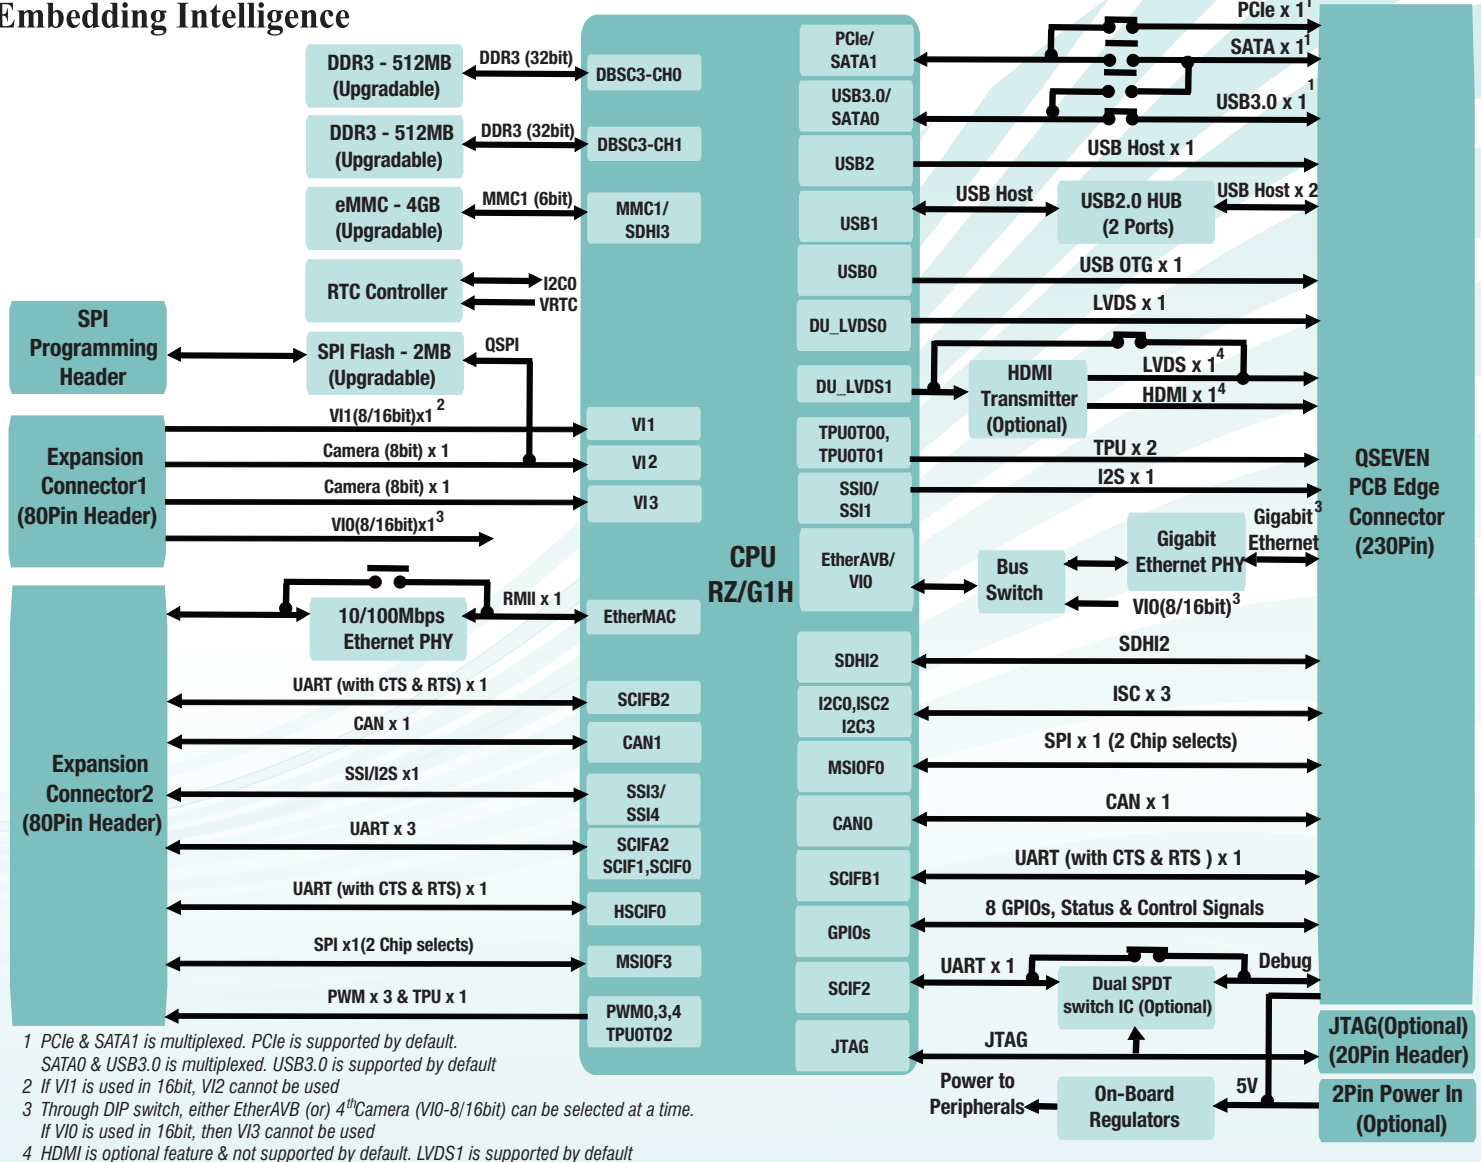 Embedding Intelligence
DDR3 - 512MB
(Upgradable)
DDR3 (32bit)
DBSC3-CH0
DDR3 - 512MB
(Upgradable)
DDR3 (32bit)
DBSC3-CH1
eMMC - 4GB
(Upgradable)
MMC1 (6bit)
MMC1/
SDHI3
RTC Controller
I2C0
VRTC
SPI
Programming
Header
SPI Flash - 2MB
(Upgradable)
QSPI
Expansion
Connector1
(80Pin Header)
VI1(8/16bit)x1 2
VI1
Camera (8bit) x 1
VI2
Camera (8bit) x 1
VI3
VI0(8/16bit)x1 3
Expansion
Connector2
(80Pin Header)
10/100Mbps
Ethernet PHY
RMII x 1
EtherMAC
UART (with CTS & RTS) x 1
SCIFB2
CAN x 1
CAN1
SSI/I2S x1
SSI3/
SSI4
UART x 3
SCIFA2
SCIF1,SCIF0
UART (with CTS & RTS) x 1
HSCIF0
SPI x1(2 Chip selects)
MSIOF3
PWM x 3 & TPU x 1
PWM0,3,4
TPU0TO2
CPU
RZ/G1H
PCIe/
SATA1
PCIe x 1 1
SATA x 1 1
USB3.0/
SATA0
USB3.0 x 1 1
USB2
USB Host x 1
USB1
USB Host
USB2.0 HUB
(2 Ports)
USB Host x 2
USB0
USB OTG x 1
DU_LVDS0
LVDS x 1
DU_LVDS1
HDMI
Transmitter
(Optional)
LVDS x 1 4
HDMI x 1 4
TPU0TO0,
TPU0TO1
TPU x 2
SSI0/
SSI1
I2S x 1
EtherAVB/
VI0
Bus
Switch
Gigabit
Ethernet PHY
Gigabit 3
Ethernet
VI0(8/16bit) 3
SDHI2
SDHI2
I2C0,ISC2
I2C3
ISC x 3
MSIOF0
SPI x 1 (2 Chip selects)
CAN0
CAN x 1
SCIFB1
UART (with CTS & RTS ) x 1
GPIOs
8 GPIOs, Status & Control Signals
SCIF2
UART x 1
Dual SPDT
switch IC (Optional)
Debug
JTAG
JTAG
Power to
Peripherals
On-Board
Regulators
5V
QSEVEN
PCB Edge
Connector
(230Pin)
JTAG(Optional)
(20Pin Header)
2Pin Power In
(Optional)
1 PCIe & SATA1 is multiplexed. PCIe is supported by default.
SATA0 & USB3.0 is multiplexed. USB3.0 is supported by default
2 If VI1 is used in 16bit, VI2 cannot be used
3 Through DIP switch, either EtherAVB (or) 4th Camera (VI0-8/16bit) can be selected at a time.
If VI0 is used in 16bit, then VI3 cannot be used
4 HDMI is optional feature & not supported by default. LVDS1 is supported by default